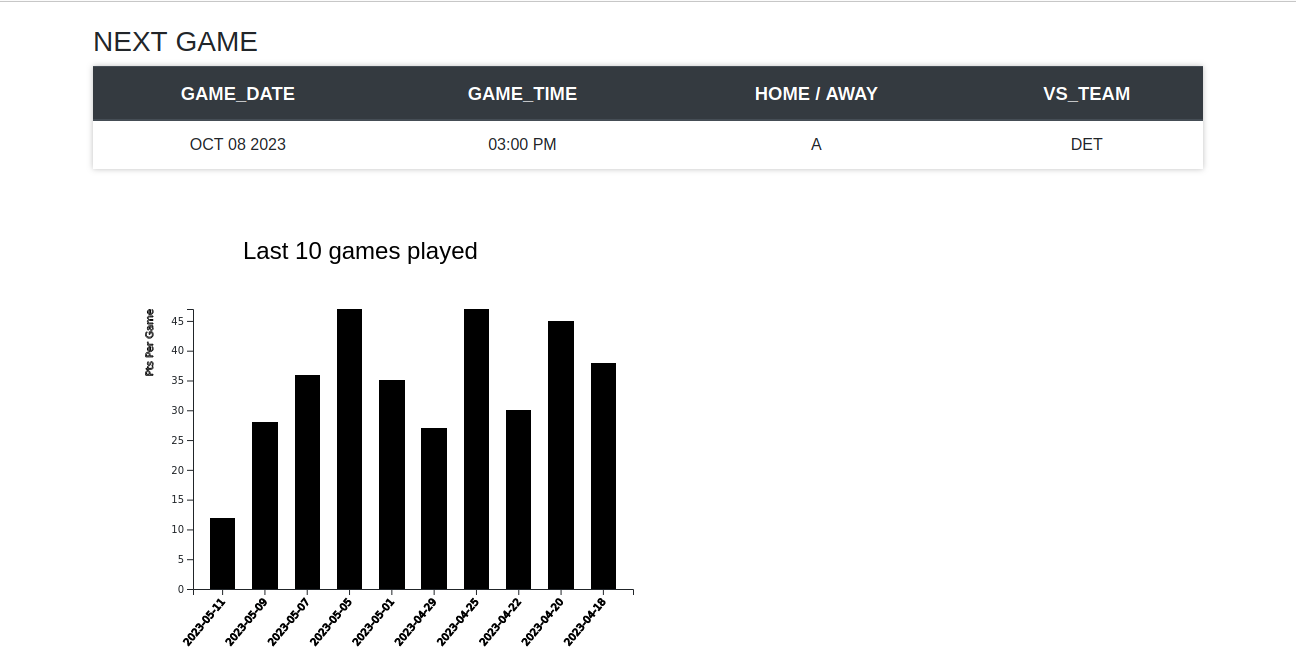 NEXT GAME
GAME_DATE GAME_TIME HOME / AWAY VS_TEAM
OCT 08 2023 03:00 PM A DET
Last 10 games played
Pts Per Game
45
40
35
30
25
20
15
10
5
0
2023-05-11 2023-05-09 2023-05-07 2023-05-05 2023-05-01 2023-04-29 2023-04-25 2023-04-22 2023-04-20 2023-04-18